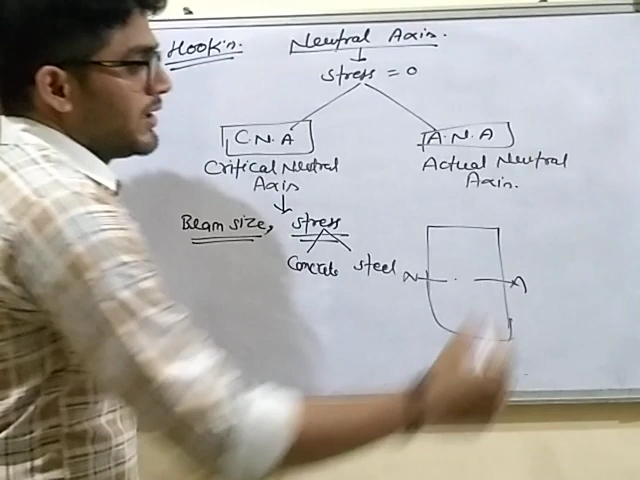 Hook's.
Neutral Axis.
stress = 0
C.N.A
A.N.A
Critical Neutral
Axis
Actual Neutral
Axis.
Beam size, stress
Concrete steel
N A